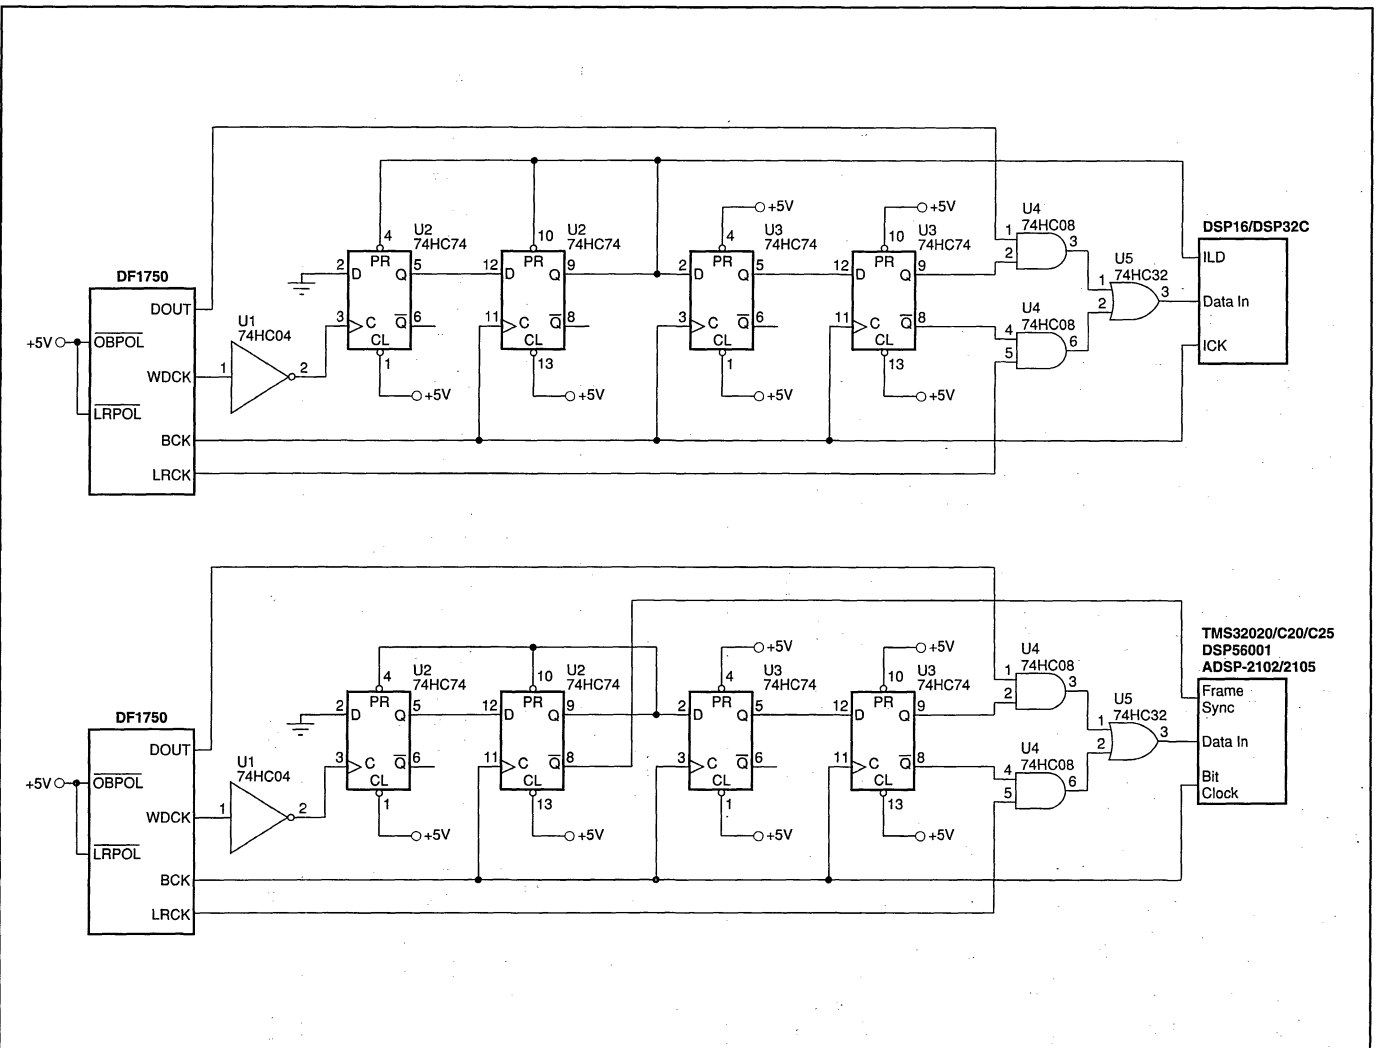 +5V
+5V
U2
74HC74
U2
74HC74
U3
74HC74
U3
74HC74
U4
74HC08
DSP16/DSP32C
4
10
4
10
1
2
3
PR
PR
PR
PR
2
D
Q
5
12
D
Q
9
2
D
Q
5
12
D
Q
9
ILD
DF1750
U5
74HC32
1
2
3
Data In
DOUT
U1
74HC04
3
C
Q
6
11
C
Q
8
3
C
Q
6
11
C
Q
8
U4
74HC08
4
5
6
+5V
OBPOL
CL
CL
CL
CL
ICK
WDCK
1
2
1
13
1
13
LRPOL
+5V
+5V
+5V
+5V
BCK
LRCK
+5V
+5V
TMS32020/C20/C25
DSP56001
ADSP-2102/2105
U2
74HC74
U2
74HC74
U3
74HC74
U3
74HC74
U4
74HC08
4
10
4
10
1
2
3
PR
PR
PR
PR
Frame
Sync
2
D
Q
5
12
D
Q
9
2
D
Q
5
12
D
Q
9
DF1750
U5
74HC32
1
2
3
Data In
DOUT
U1
74HC04
3
C
Q
6
11
C
Q
8
3
C
Q
6
11
C
Q
8
U4
74HC08
4
5
6
+5V
OBPOL
CL
CL
CL
CL
Bit
Clock
WDCK
1
2
1
13
1
13
LRPOL
+5V
+5V
+5V
+5V
BCK
LRCK